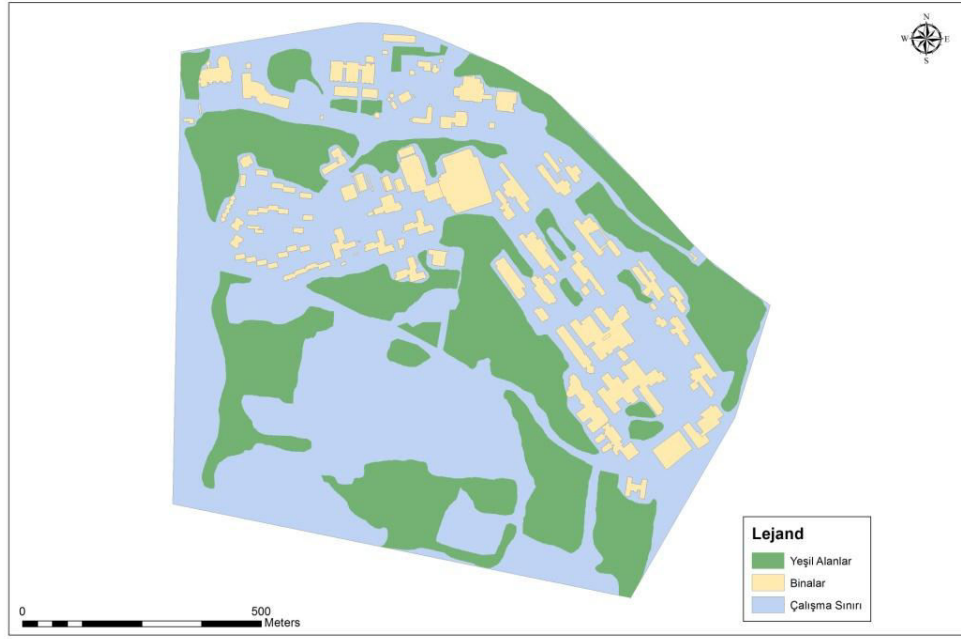 N
W E
S
Lejand
Yeşil Alanlar
Binalar
Çalışma Sınırı
0 500
Meters